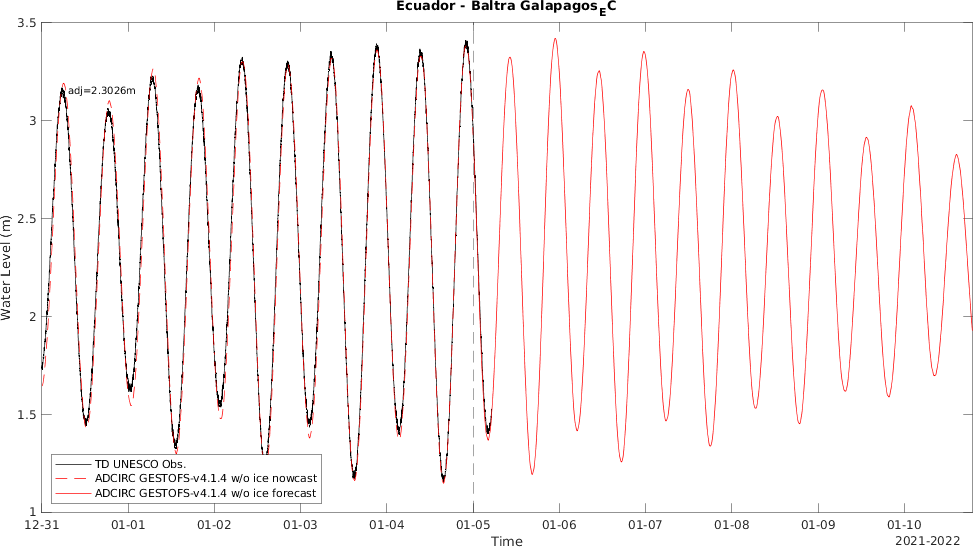 Ecuador - Baltra Galapagos_EC
3.5
adj=2.3026m
3
2.5
Water Level (m)
2
1.5
TD UNESCO Obs.
ADCIRC GESTOFS-v4.1.4 w/o ice nowcast
ADCIRC GESTOFS-v4.1.4 w/o ice forecast
1
12-31 01-01 01-02 01-03 01-04 01-05 01-06 01-07 01-08 01-09 01-10
Time
2021-2022